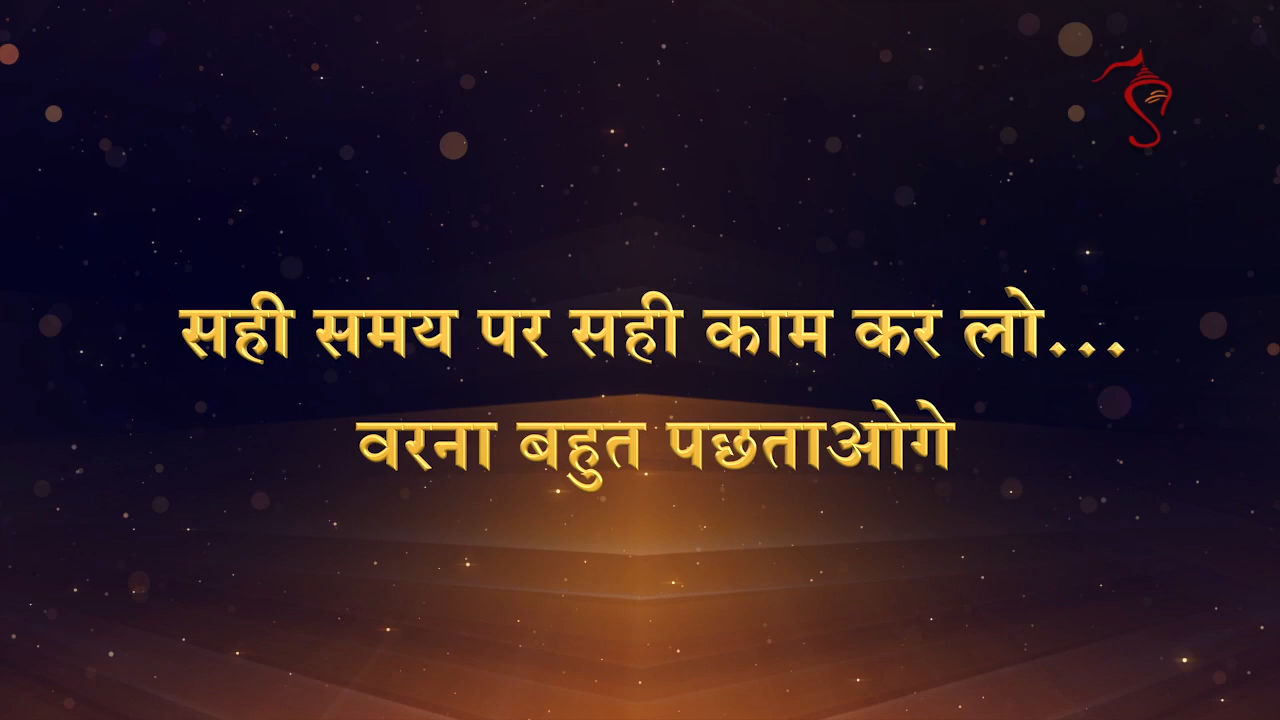 सही समय पर सही काम कर लो...
वरना बहुत पछताओगे